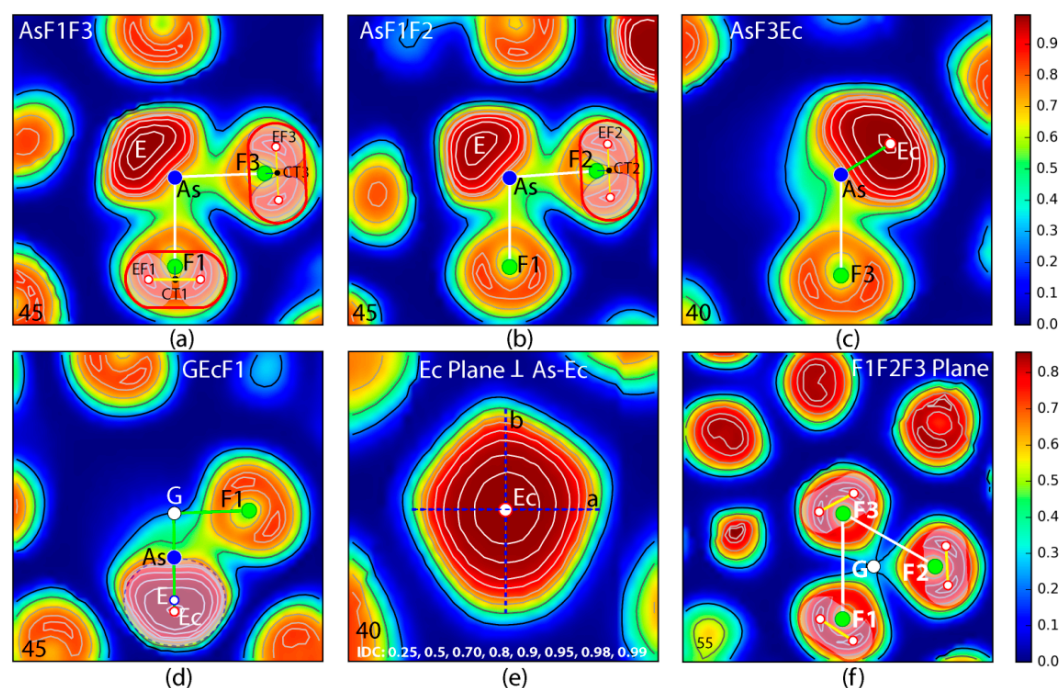 AsF1F3
E
EF3
F3
CT3
As
F1
EF1
CT1
45
(a)
AsF1F2
E
EF2
F2
CT2
As
F1
45
(b)
AsF3Ec
Ec
As
F3
40
(c)
0.9
0.8
0.7
0.6
0.5
0.4
0.3
0.2
0.1
0.0
GEcF1
G
F1
As
E
Ec
45
(d)
Ec Plane ⊥ As-Ec
b
Ec
a
40
IDC: 0.25, 0.5, 0.70, 0.8, 0.9, 0.95, 0.98, 0.99
(e)
F1F2F3 Plane
F3
G
F2
F1
55
(f)
0.8
0.7
0.6
0.5
0.4
0.3
0.2
0.1
0.0